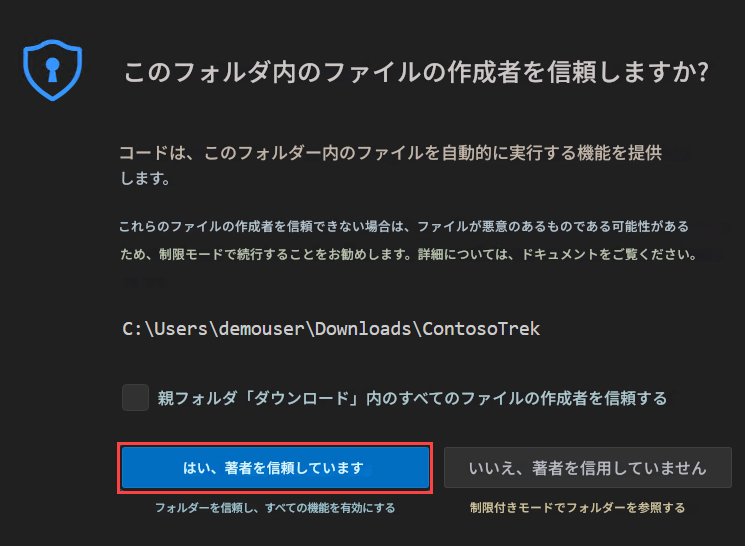 このフォルダ内のファイルの作成者を信頼しますか?
コードは、このフォルダー内のファイルを自動的に実行する機能を提供
します。
これらのファイルの作成者を信頼できない場合は、ファイルが悪意のあるものである可能性がある
ため、制限モードで続行することをお勧めします。詳細については、ドキュメントをご覧ください。
C:\Users\demouser\Downloads\ContosoTrek
親フォルダ「ダウンロード」内のすべてのファイルの作成者を信頼する
はい、著者を信頼しています
いいえ、著者を信用していません
フォルダーを信頼し、すべての機能を有効にする
制限付きモードでフォルダーを参照する